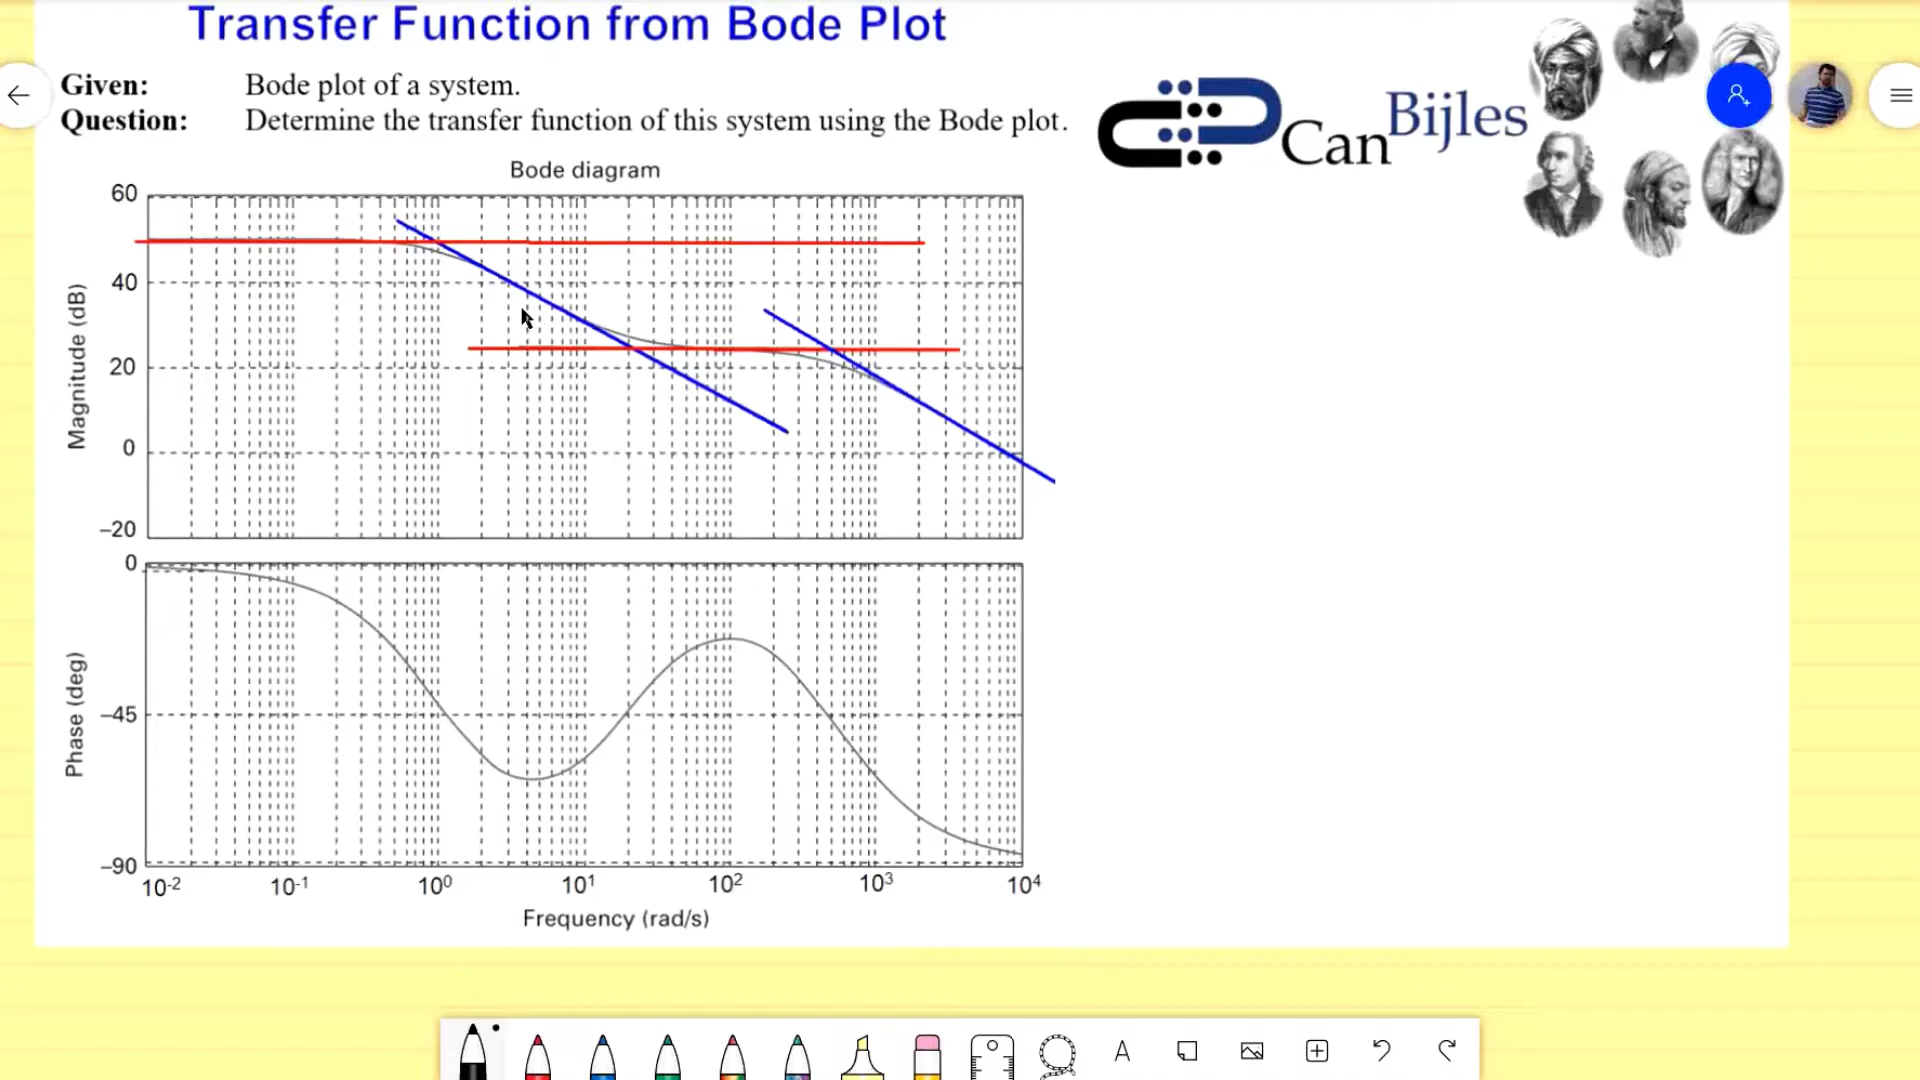 Transfer Function from Bode Plot
Given: Bode plot of a system.
Question: Determine the transfer function of this system using the Bode plot.
CanBijles
Bode diagram
60
40
20
0
–20
Magnitude (dB)
0
–45
–90
Phase (deg)
10-2 10-1 100 101 102 103 104
Frequency (rad/s)
A